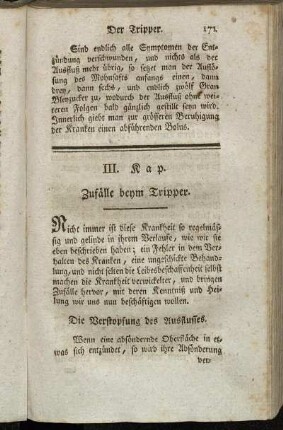 Der Tripper. 171
Sind endlich alle Symptomen der Ent-
zündung verschwunden, und nichts als der
Ausfluß mehr übrig, so setzt man der Auflö-
sung des Mohnsafts anfangs einen, dann
drey, dann sechs, und endlich zwölf Gran
Bleyzucker zu, wodurch der Ausfluß ohne wei-
tere Folgen bald gänzlich gestillt seyn wird.
Innerlich giebt man zur grösseren Beruhigung
der Kranken einen abführenden Bolus.
III. Kap.
Zufälle beym Tripper.
Nicht immer ist diese Krankheit so regelmäs-
sig und gelinde in ihrem Verlaufe, wie wir sie
eben beschrieben haben; ein Fehler in dem Ver-
halten des Kranken, eine ungeschickte Behand-
lung, und nicht selten die Leibesbeschaffenheit selbst
machen die Krankheit verwickelter, und bringen
Zufälle hervor, mit deren Kenntniß und Hei-
lung wir uns nun beschäftigen wollen.
Die Verstopfung des Ausflusses.
Wenn eine absöndernde Oberfläche in et-
was sich entzündet, so wird ihre Absönderung
ver-